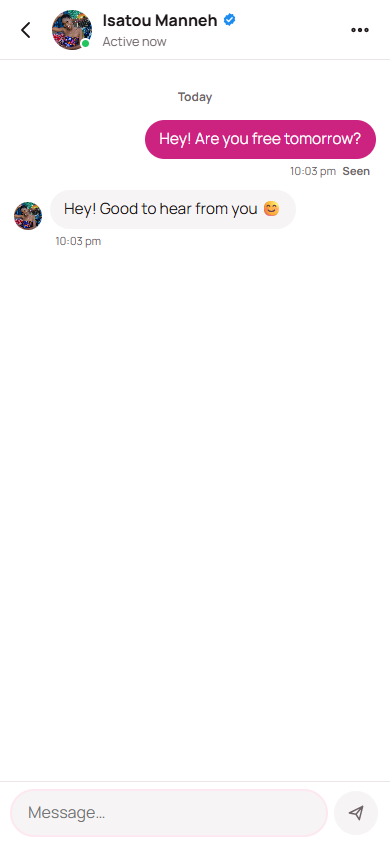 Isatou Manneh
Active now
Today
Hey! Are you free tomorrow?
10:03 pm Seen
Hey! Good to hear from you 😊
10:03 pm
Message...